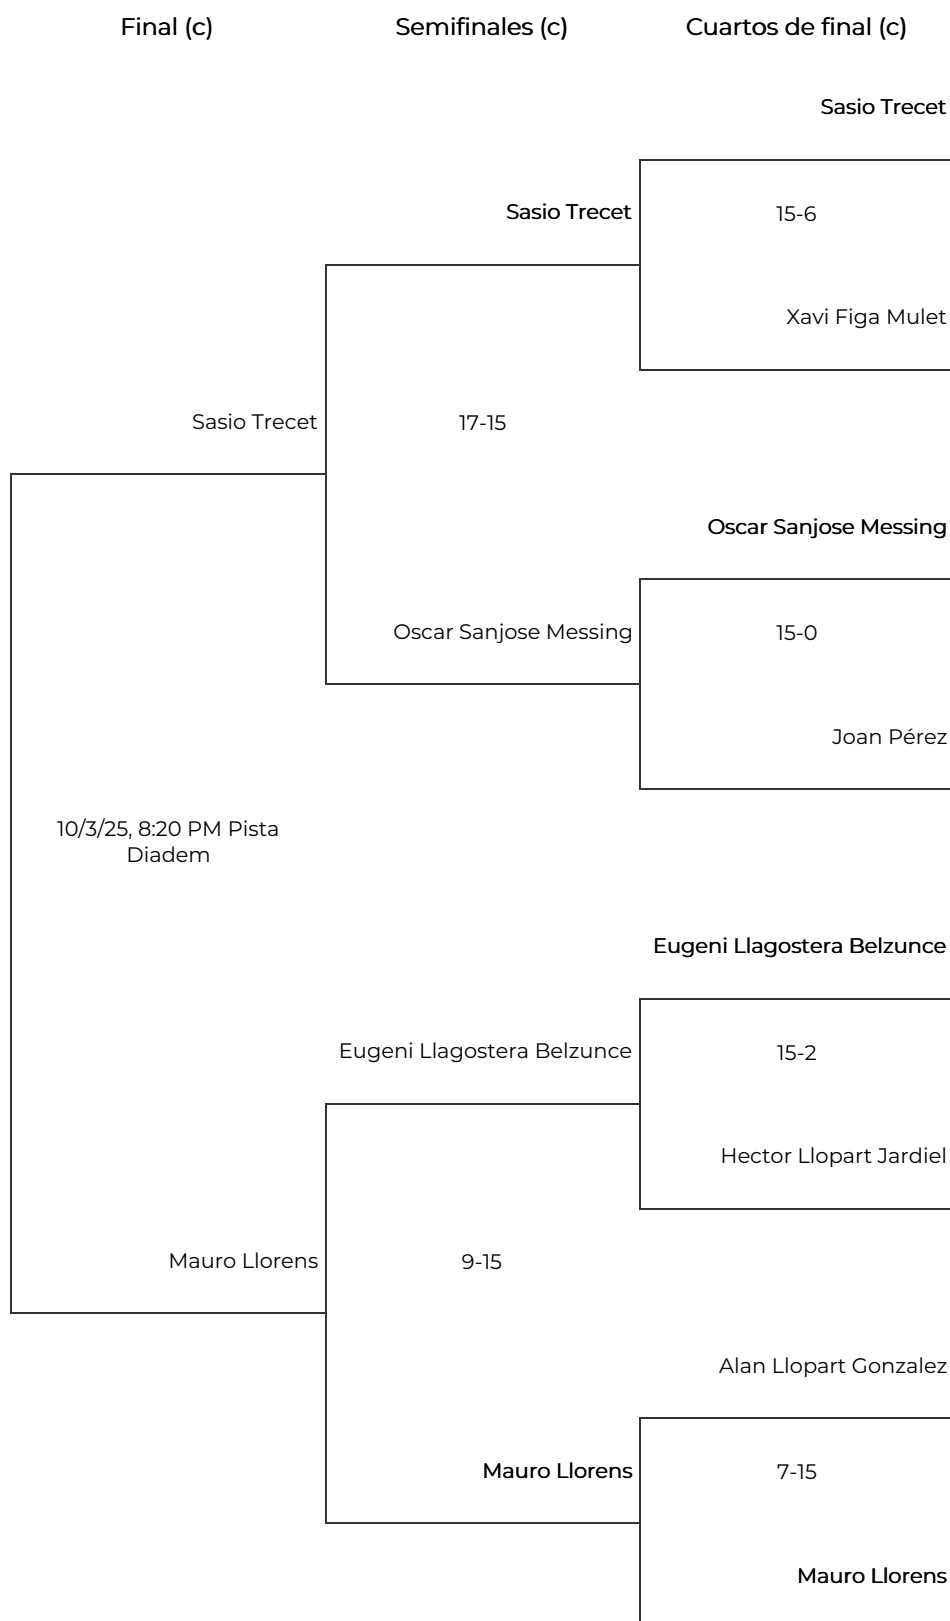 Final (c)
Semifinales (c)
Cuartos de final (c)
Sasio Trecet
Sasio Trecet
15-6
Xavi Figa Mulet
Sasio Trecet
17-15
Oscar Sanjose Messing
Oscar Sanjose Messing
15-0
Joan Pérez
10/3/25, 8:20 PM Pista
Diadem
Eugeni Llagostera Belzunce
Eugeni Llagostera Belzunce
15-2
Hector Llopart Jardiel
Mauro Llorens
9-15
Alan Llopart Gonzalez
Mauro Llorens
7-15
Mauro Llorens